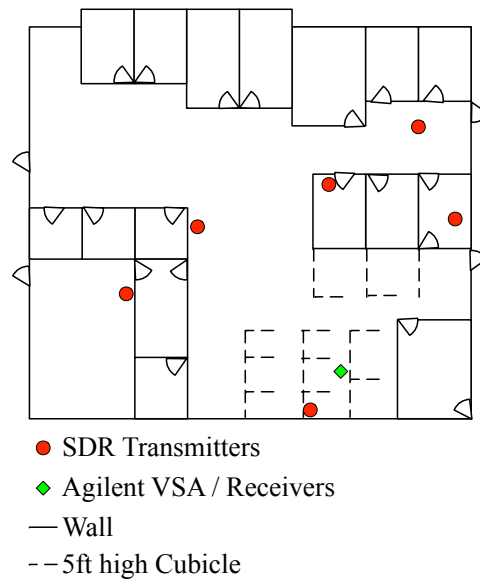 SDR Transmitters
Agilent VSA / Receivers
Wall
5ft high Cubicle